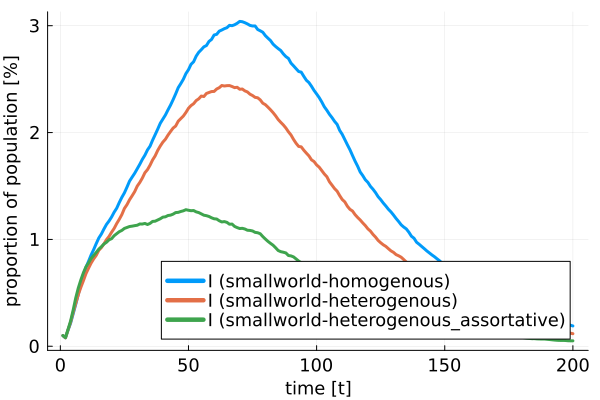 proportion of population [%]
3
2
1
0
I (smallworld-homogenous)
I (smallworld-heterogenous)
I (smallworld-heterogenous_assortative)
0 50 100 150 200
time [t]